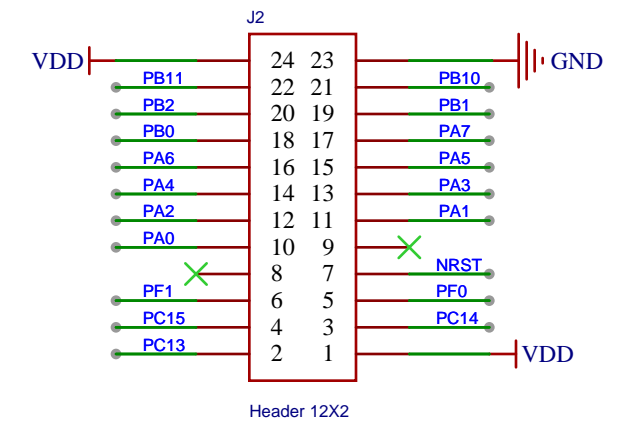 J2
VDD 24 23 GND
PB11 22 21 PB10
PB2 20 19 PB1
PB0 18 17 PA7
PA6 16 15 PA5
PA4 14 13 PA3
PA2 12 11 PA1
PA0 10 9
8 7 NRST
PF1 6 5 PF0
PC15 4 3 PC14
PC13 2 1 VDD
Header 12X2